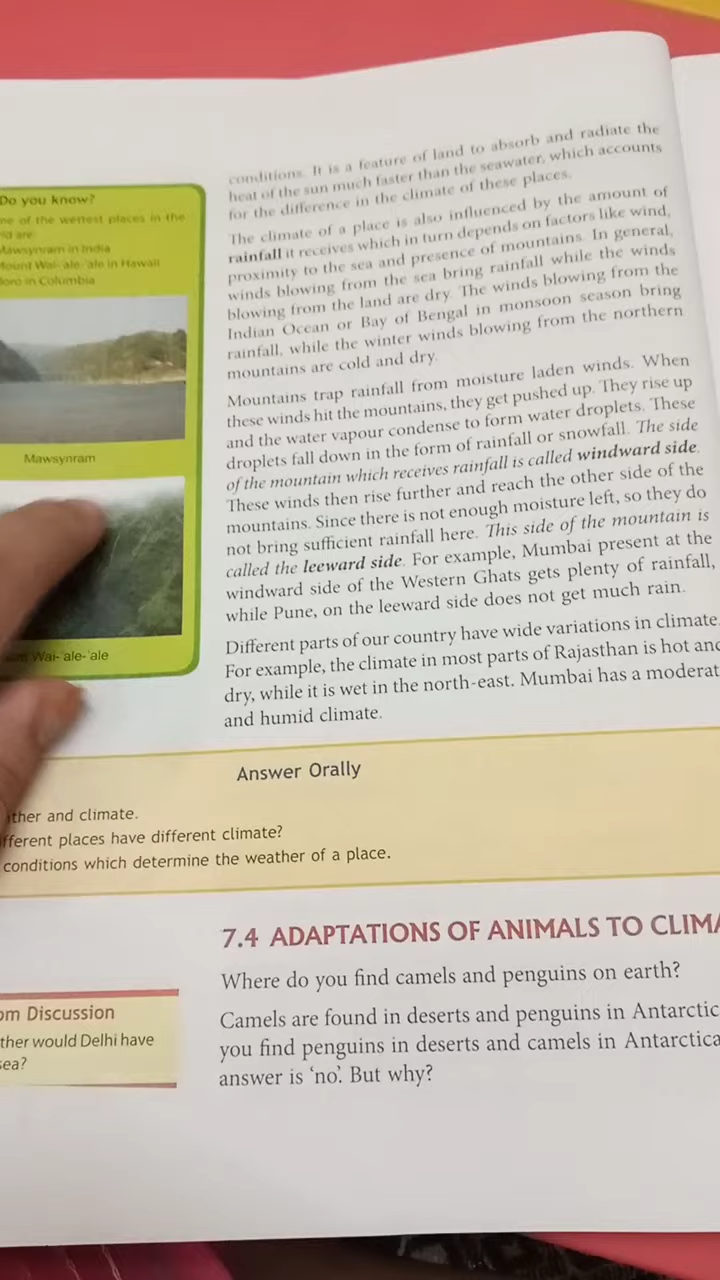 Do you know?
of the wettest places in the
are
Mawsynram in India
Mount Wai-ale-ale in Hawaii
in Columbia
Mawsynram
Wai-ale-ale
conditions. It is a feature of land to absorb and radiate the
heat of the sun much faster than the seawater, which accounts
for the difference in the climate of these places.
The climate of a place is also influenced by the amount of
rainfall it receives which in turn depends on factors like wind,
proximity to the sea and presence of mountains. In general,
winds blowing from the sea bring rainfall while the winds
blowing from the land are dry. The winds blowing from the
Indian Ocean or Bay of Bengal in monsoon season bring
rainfall, while the winter winds blowing from the northern
mountains are cold and dry.
Mountains trap rainfall from moisture laden winds. When
these winds hit the mountains, they get pushed up. They rise up
and the water vapour condense to form water droplets. These
droplets fall down in the form of rainfall or snowfall. The side
of the mountain which receives rainfall is called windward side.
These winds then rise further and reach the other side of the
mountains. Since there is not enough moisture left, so they do
not bring sufficient rainfall here. This side of the mountain is
called the leeward side. For example, Mumbai present at the
windward side of the Western Ghats gets plenty of rainfall,
while Pune, on the leeward side does not get much rain.
Different parts of our country have wide variations in climate.
For example, the climate in most parts of Rajasthan is hot and
dry, while it is wet in the north-east. Mumbai has a moderat
and humid climate.
Answer Orally
ther and climate.
fferent places have different climate?
conditions which determine the weather of a place.
7.4 ADAPTATIONS OF ANIMALS TO CLIMA
Where do you find camels and penguins on earth?
Camels are found in deserts and penguins in Antarctic
you find penguins in deserts and camels in Antarctica
answer is 'no'. But why?
om Discussion
ther would Delhi have
sea?